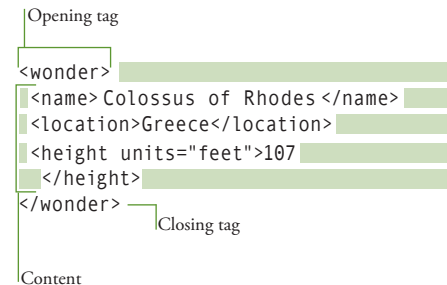 Opening tag
<wonder>
<name>Colossus of Rhodes</name>
<location>Greece</location>
<height units="feet">107
</height>
</wonder>
Closing tag
Content